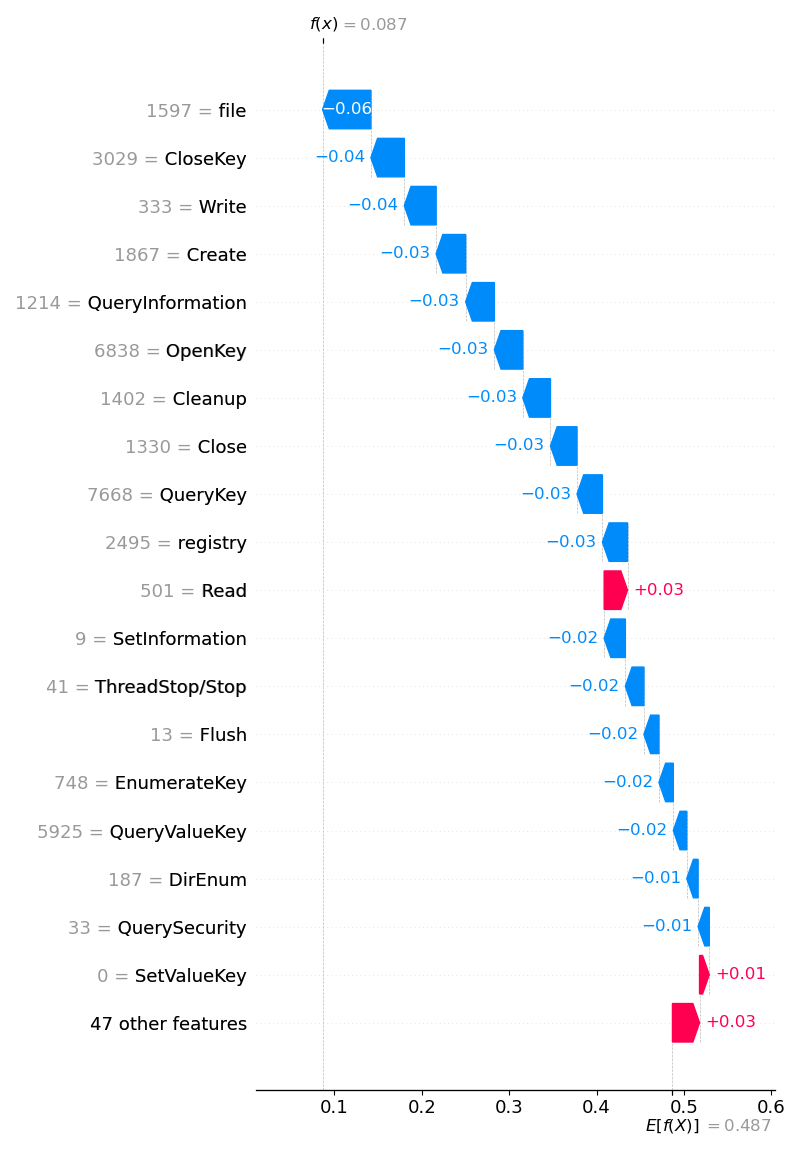 f(x) = 0.087
1597 = file −0.06
3029 = CloseKey −0.04
333 = Write −0.04
1867 = Create −0.03
1214 = QueryInformation −0.03
6838 = OpenKey −0.03
1402 = Cleanup −0.03
1330 = Close −0.03
7668 = QueryKey −0.03
2495 = registry −0.03
501 = Read +0.03
9 = SetInformation −0.02
41 = ThreadStop/Stop −0.02
13 = Flush −0.02
748 = EnumerateKey −0.02
5925 = QueryValueKey −0.02
187 = DirEnum −0.01
33 = QuerySecurity −0.01
0 = SetValueKey +0.01
47 other features +0.03
0.1 0.2 0.3 0.4 0.5 0.6
E[f(X)] = 0.487